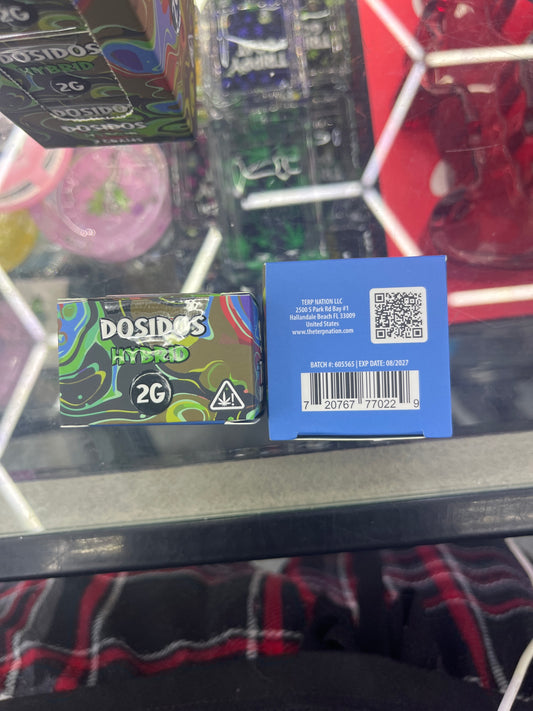 2G
DOSIDOS
HYBRID
2G
DOSIDOS
DOSIDOS
HYBRID
2G
TERP NATION LLC
2500 S Park Rd Bay #1
Hallandale Beach FL 33009
United States
www.theterpnation.com
BATCH #: 605565 | EXP DATE: 08/2027
7 20767 77022 9